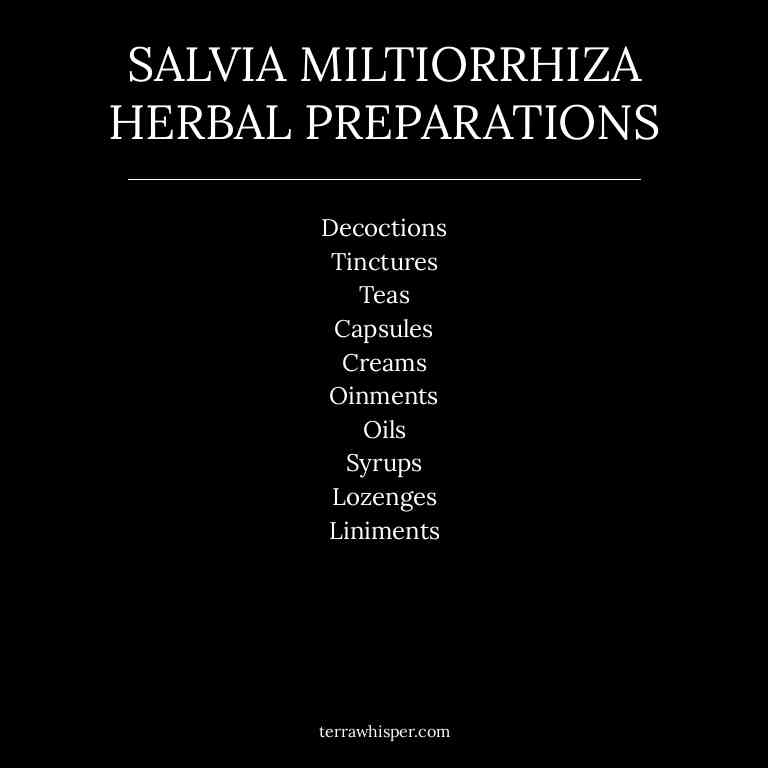 SALVIA MILTIORRHIZA
HERBAL PREPARATIONS
Decoctions
Tinctures
Teas
Capsules
Creams
Oinments
Oils
Syrups
Lozenges
Liniments
terrawhisper.com